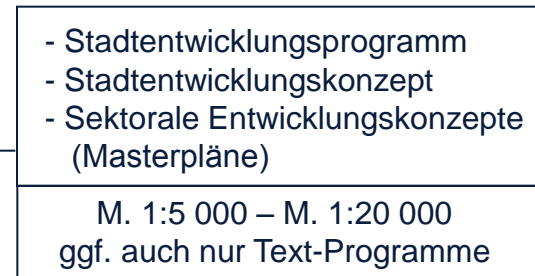 - Stadtentwicklungsprogramm
- Stadtentwicklungskonzept
- Sektorale Entwicklungskonzepte
(Masterpläne)
M. 1:5 000 – M. 1:20 000
ggf. auch nur Text-Programme